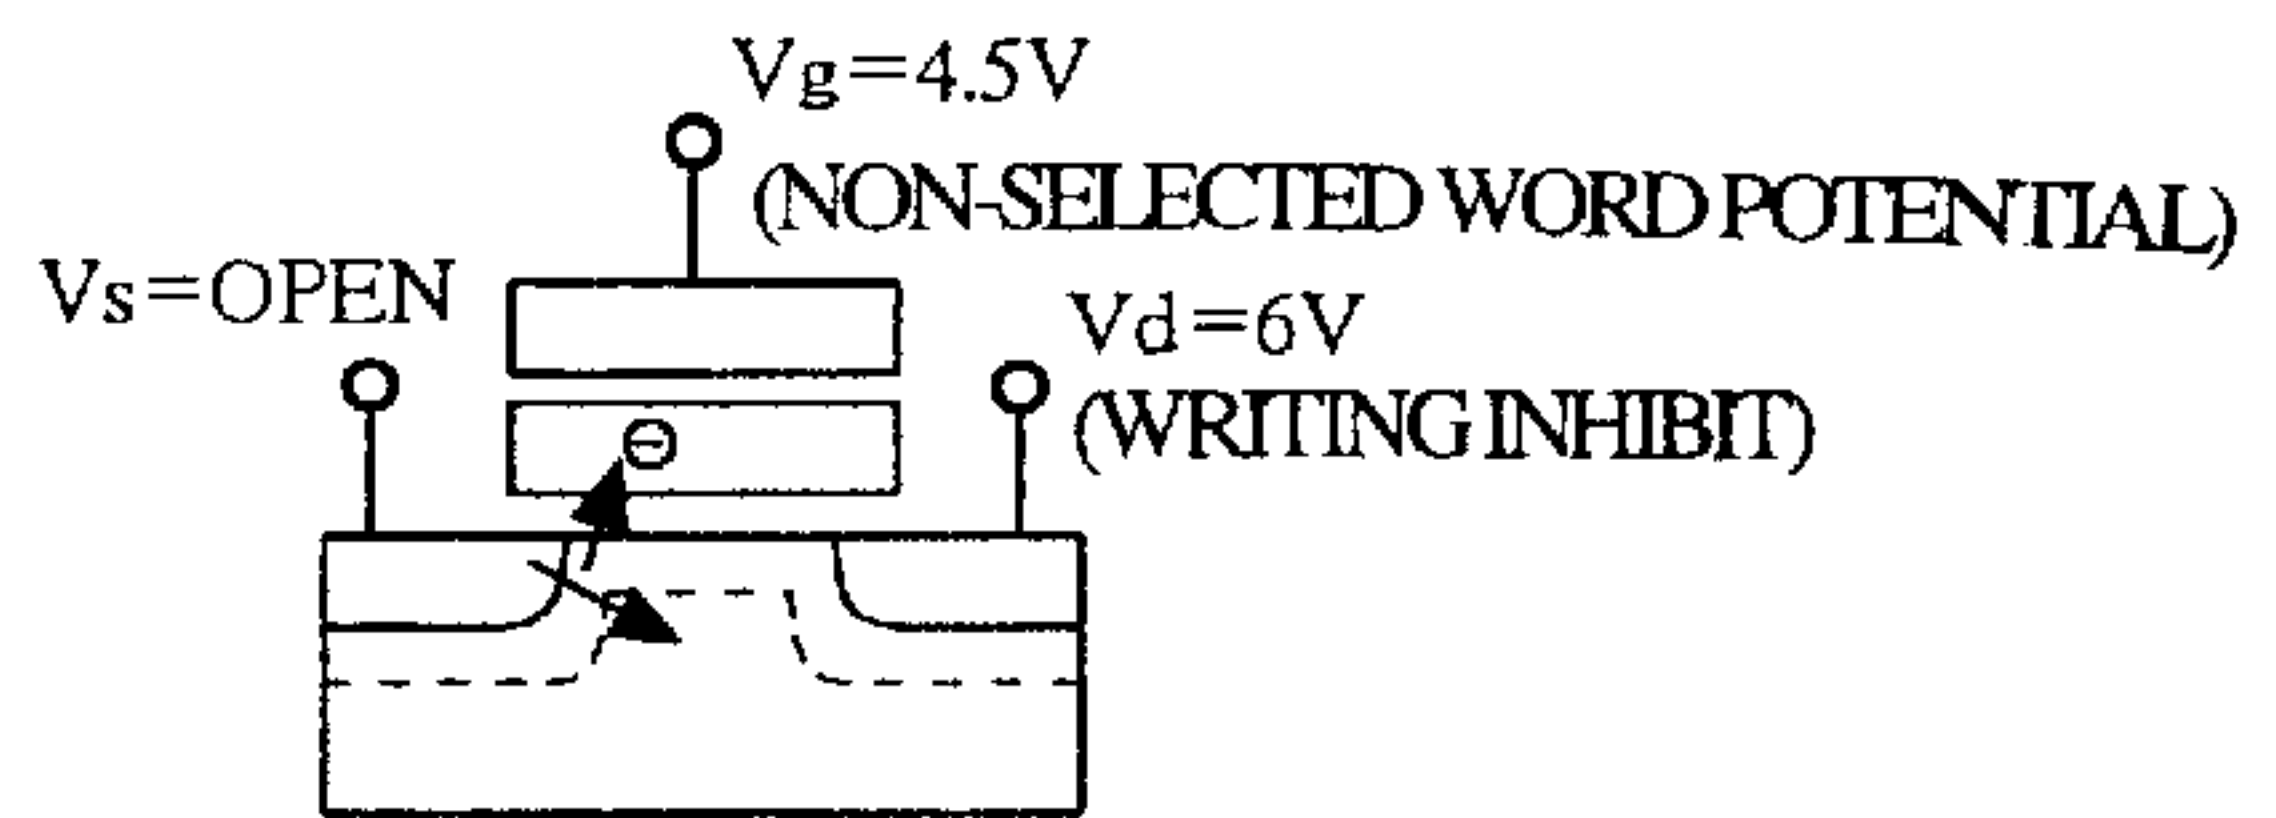 Vg=4.5V
(NON-SELECTED WORD POTENTIAL)
Vs=OPEN
Vd=6V
(WRITING INHIBIT)
⊖